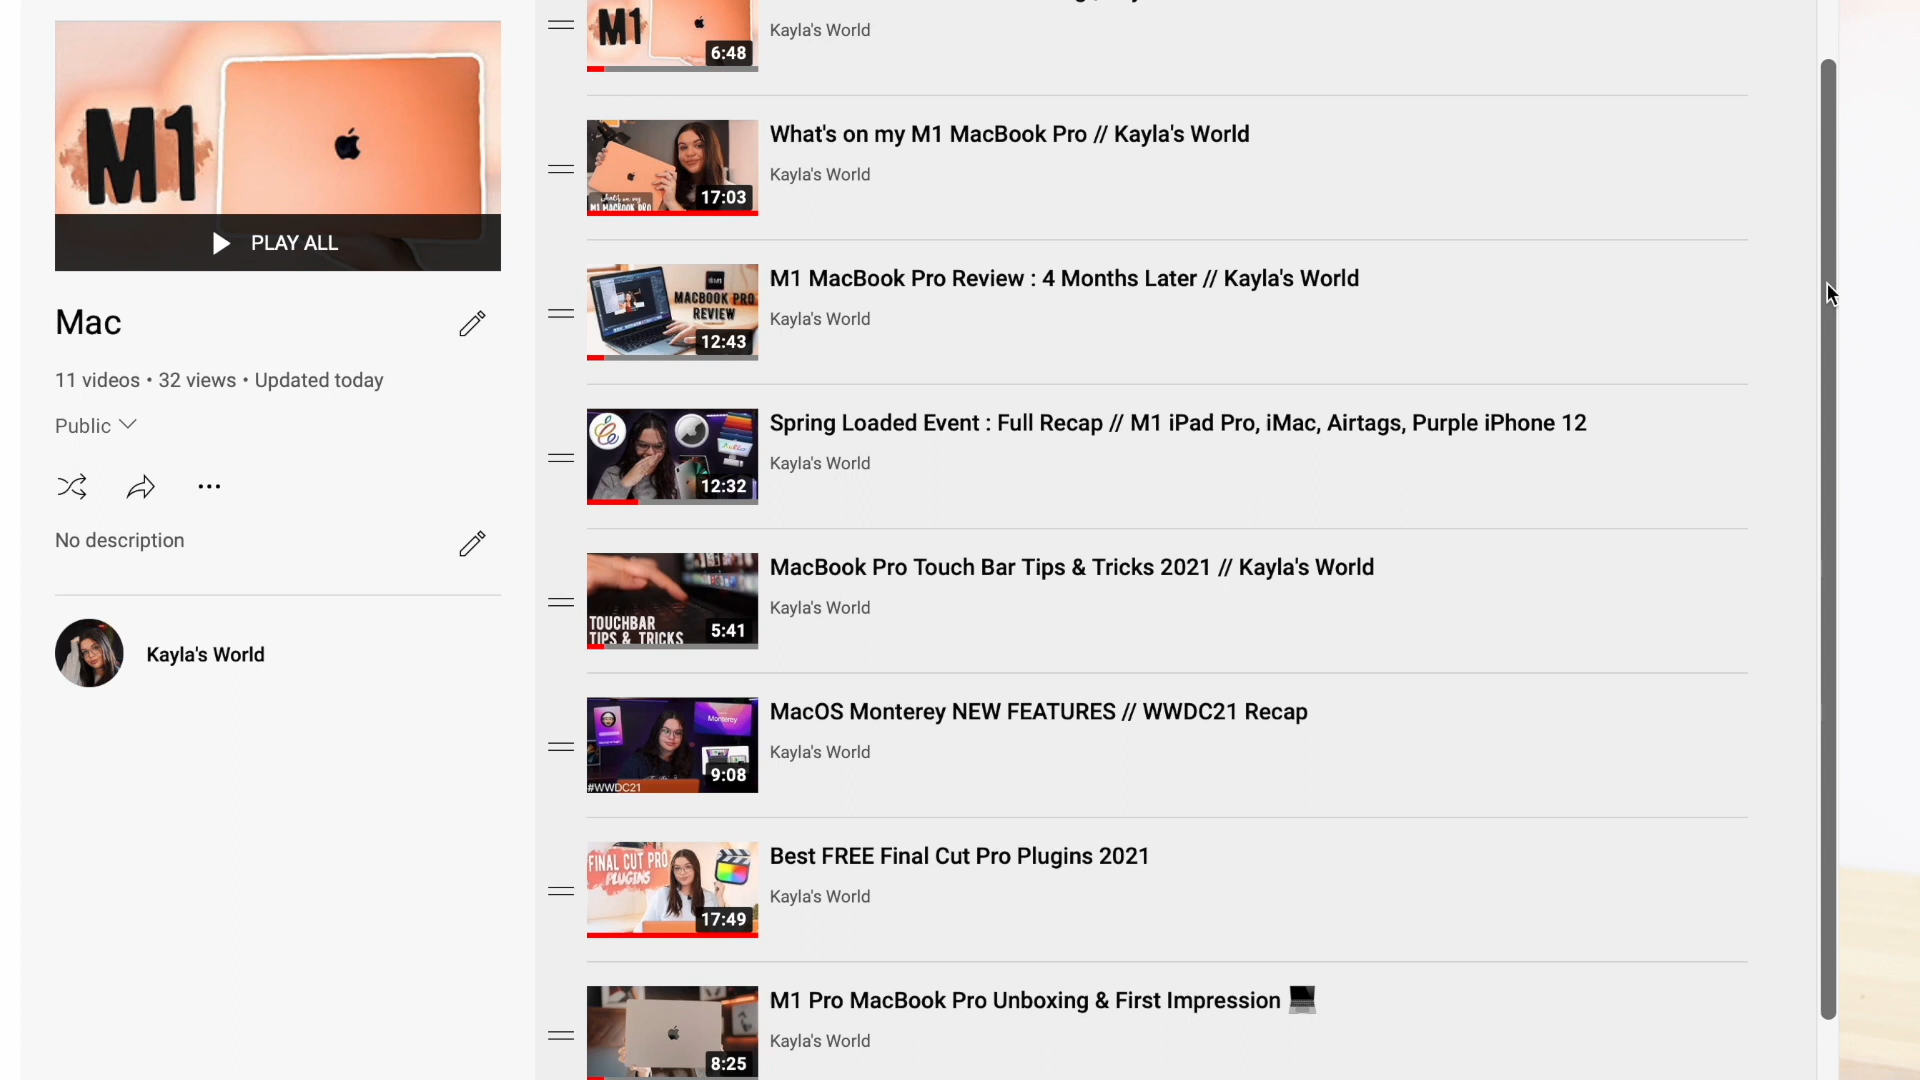 M1
PLAY ALL
Mac
11 videos • 32 views • Updated today
Public
No description
Kayla's World
M1
6:48
Kayla's World
17:03
M1 MACBOOK PRO
What's on my M1 MacBook Pro // Kayla's World
Kayla's World
MACBOOK PRO
REVIEW
12:43
M1 MacBook Pro Review : 4 Months Later // Kayla's World
Kayla's World
12:32
Spring Loaded Event : Full Recap // M1 iPad Pro, iMac, Airtags, Purple iPhone 12
Kayla's World
TOUCHBAR
TIPS & TRICKS
5:41
MacBook Pro Touch Bar Tips & Tricks 2021 // Kayla's World
Kayla's World
Monterey
9:08
#WWDC21
MacOS Monterey NEW FEATURES // WWDC21 Recap
Kayla's World
FINAL CUT PRO
PLUGINS
17:49
Best FREE Final Cut Pro Plugins 2021
Kayla's World
8:25
M1 Pro MacBook Pro Unboxing & First Impression 💻
Kayla's World